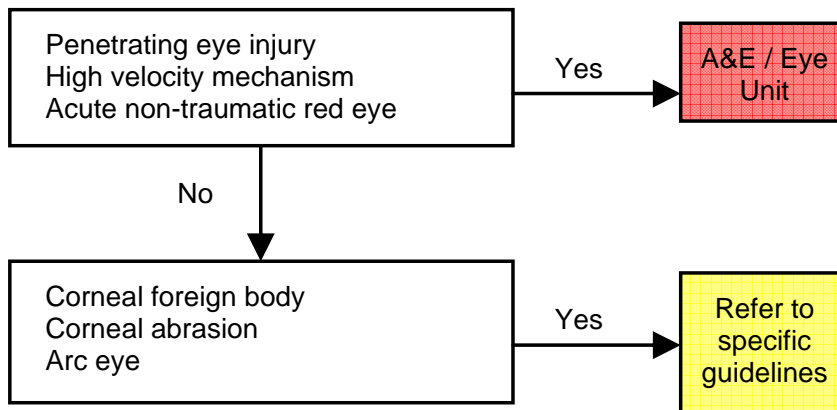 Penetrating eye injury
High velocity mechanism
Acute non-traumatic red eye
Yes
A&E / Eye
Unit
No
Corneal foreign body
Corneal abrasion
Arc eye
Yes
Refer to
specific
guidelines